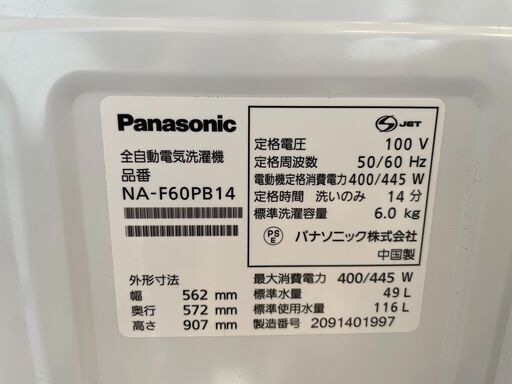 Panasonic
全自動電気洗濯機
品番
NA-F60PB14
外形寸法
幅 562 mm
奥行 572 mm
高さ 907 mm
S JET
定格電圧 100 V
定格周波数 50/60 Hz
電動機定格消費電力 400/445 W
定格時間 洗いのみ 14 分
標準洗濯容量 6.0 kg
PS E パナソニック株式会社
中国製
最大消費電力 400/445 W
標準水量 49 L
標準使用水量 116 L
製造番号 2091401997